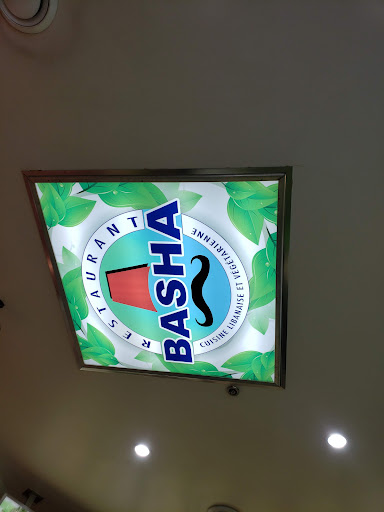 RESTAURANT
BASHA
CUISINE LIBANAISE ET VÉGÉTARIENNE